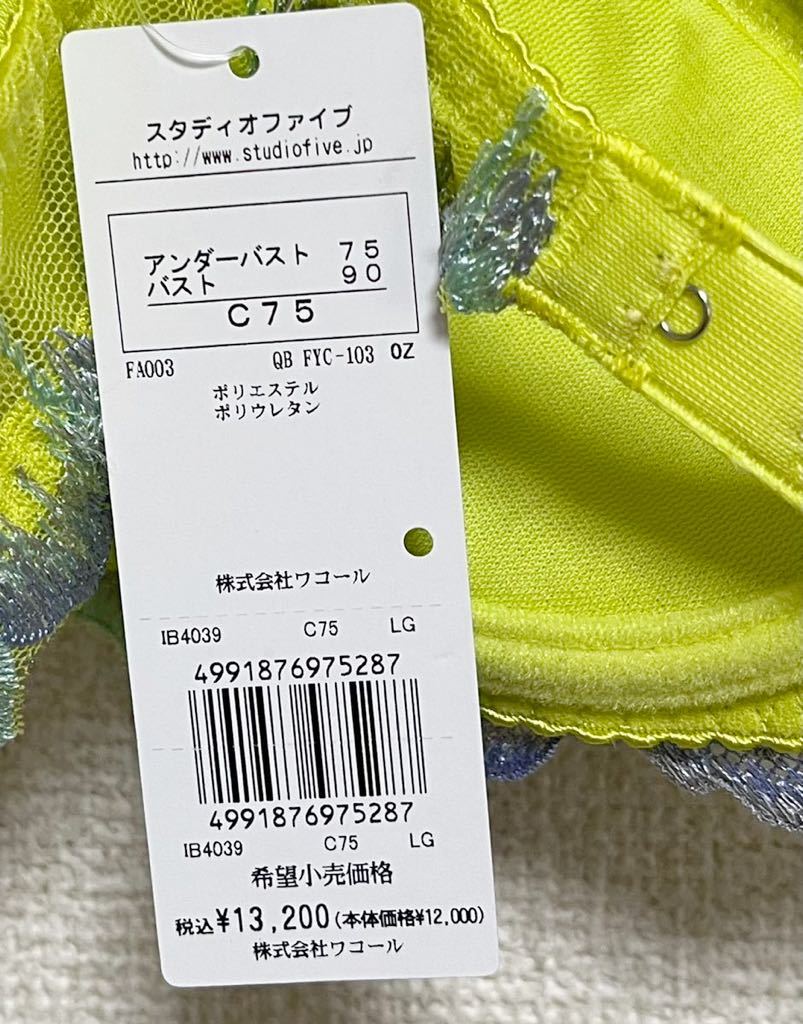 スタディオファイブ
http://www.studiofive.jp
アンダーバスト 75
バスト 90
C75
FA003 QB FYC-103 OZ
ポリエステル
ポリウレタン
株式会社ワコール
IB4039 C75 LG
4991876975287
4991876975287
IB4039 C75 LG
希望小売価格
税込¥13,200(本体価格¥12,000)
株式会社ワコール